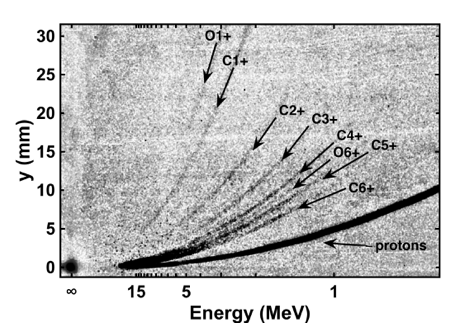 30
25
20
15
10
5
0
y (mm)
O1+
C1+
C2+
C3+
C4+
O6+
C5+
C6+
protons
∞
15
5
1
Energy (MeV)